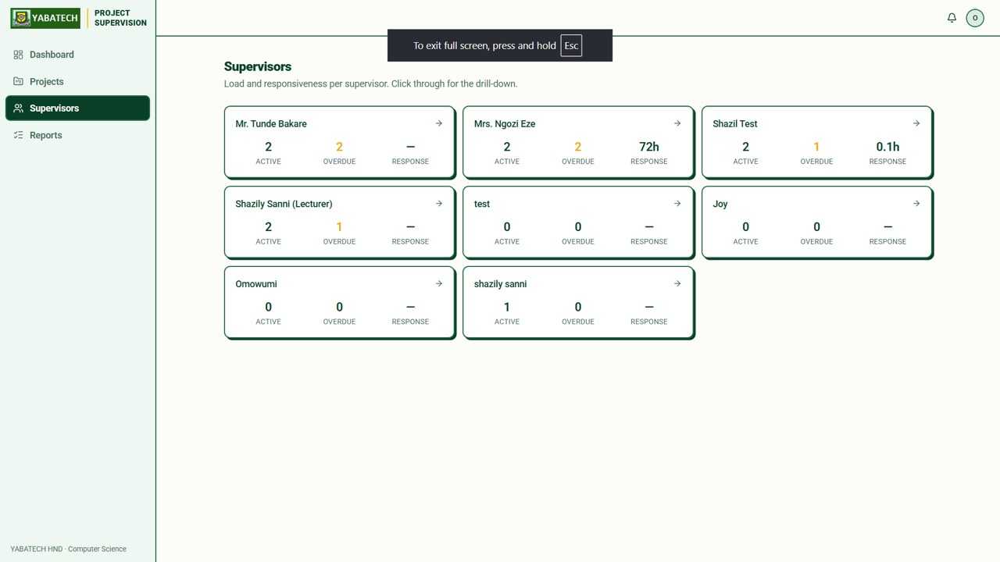 YABATECH
PROJECT
SUPERVISION
O
To exit full screen, press and hold Esc
Dashboard
Projects
Supervisors
Reports
Supervisors
Load and responsiveness per supervisor. Click through for the drill-down.
Mr. Tunde Bakare
2 2 —
ACTIVE OVERDUE RESPONSE
Mrs. Ngozi Eze
2 2 72h
ACTIVE OVERDUE RESPONSE
Shazil Test
2 1 0.1h
ACTIVE OVERDUE RESPONSE
Shazily Sanni (Lecturer)
2 1 —
ACTIVE OVERDUE RESPONSE
test
0 0 —
ACTIVE OVERDUE RESPONSE
Joy
0 0 —
ACTIVE OVERDUE RESPONSE
Omowumi
0 0 —
ACTIVE OVERDUE RESPONSE
shazily sanni
1 0 —
ACTIVE OVERDUE RESPONSE
YABATECH HND · Computer Science